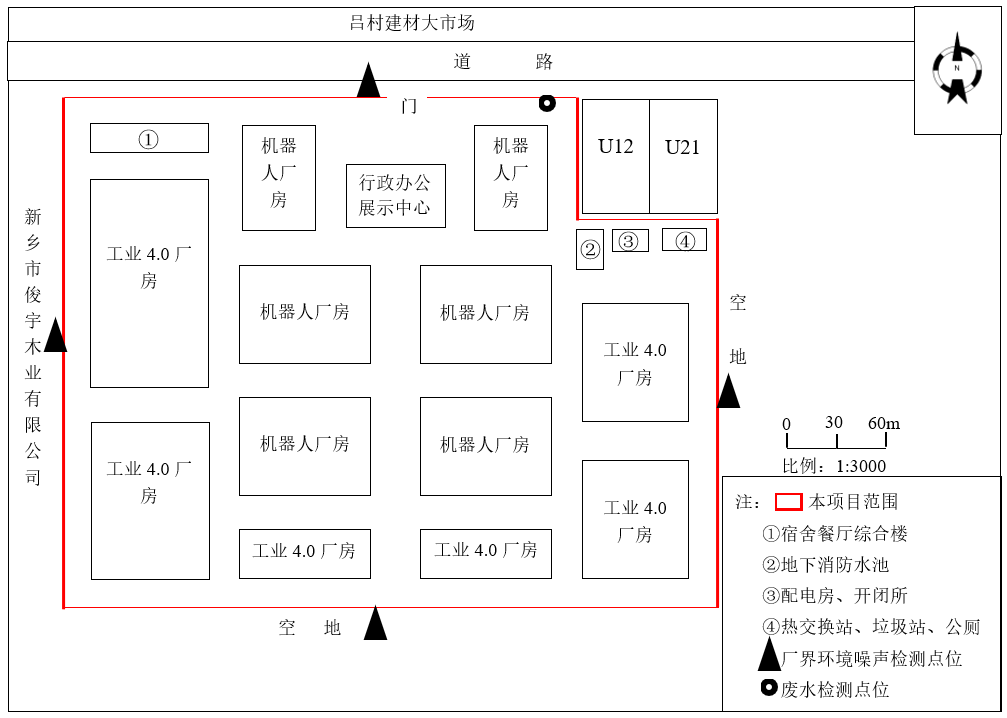 吕村建材大市场
道 路
N
门
①
机器
人厂
房
行政办公
展示中心
机器
人厂
房
U12
U21
新乡市俊宇木业有限公司
工业 4.0 厂
房
②
③
④
机器人厂房
机器人厂房
空
地
工业 4.0
厂房
机器人厂房
机器人厂房
工业 4.0 厂
房
工业 4.0
厂房
工业 4.0 厂房
工业 4.0 厂房
空 地
0 30 60m
比例：1:3000
注： 本项目范围
①宿舍餐厅综合楼
②地下消防水池
③配电房、开闭所
④热交换站、垃圾站、公厕
厂界环境噪声检测点位
废水检测点位